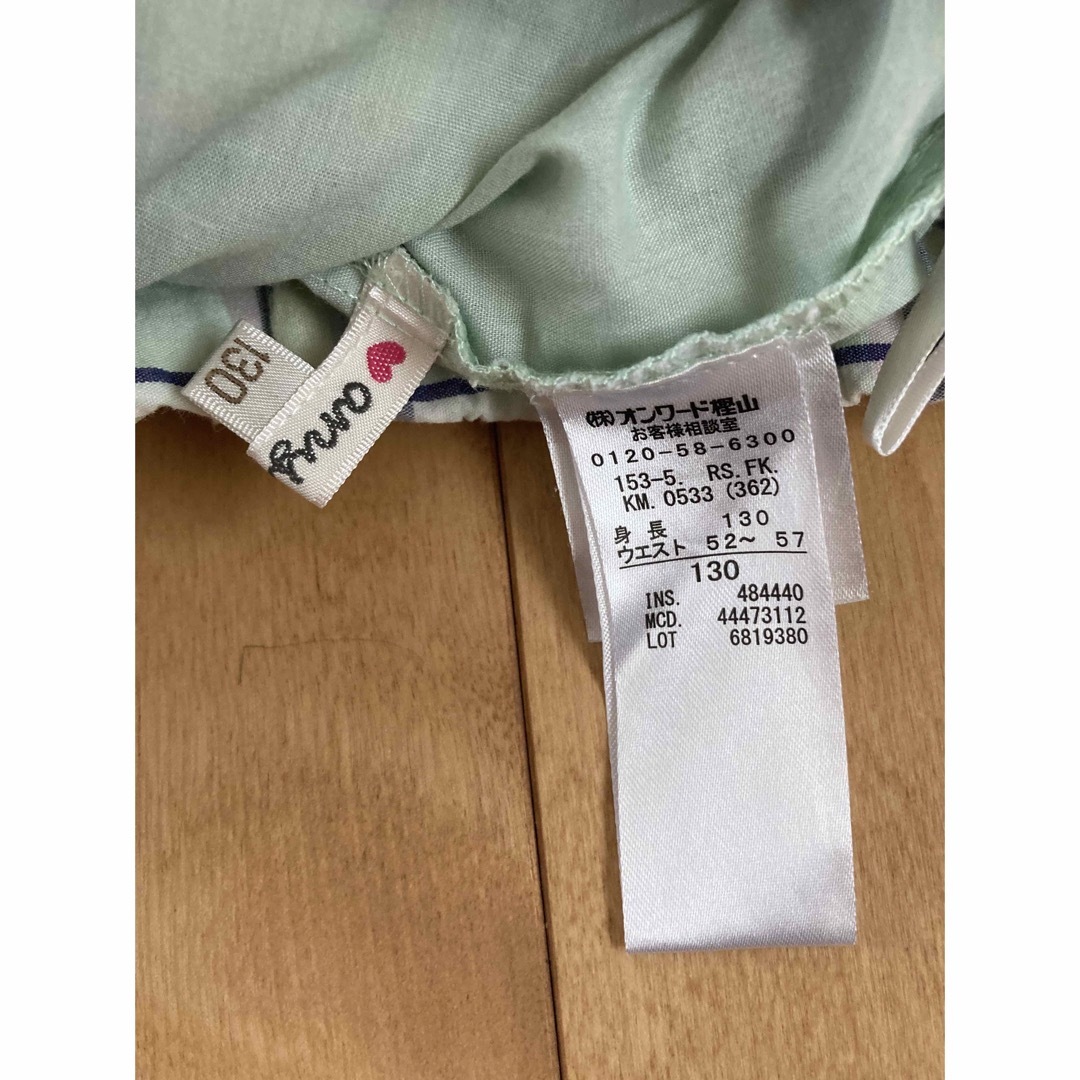 130
any
(株)オンワード樫山
お客様相談室
0120-58-6300
153-5. RS.FK.
KM. 0533 (362)
身長 130
ウエスト 52〜 57
130
INS. 484440
MCD. 44473112
LOT 6819380